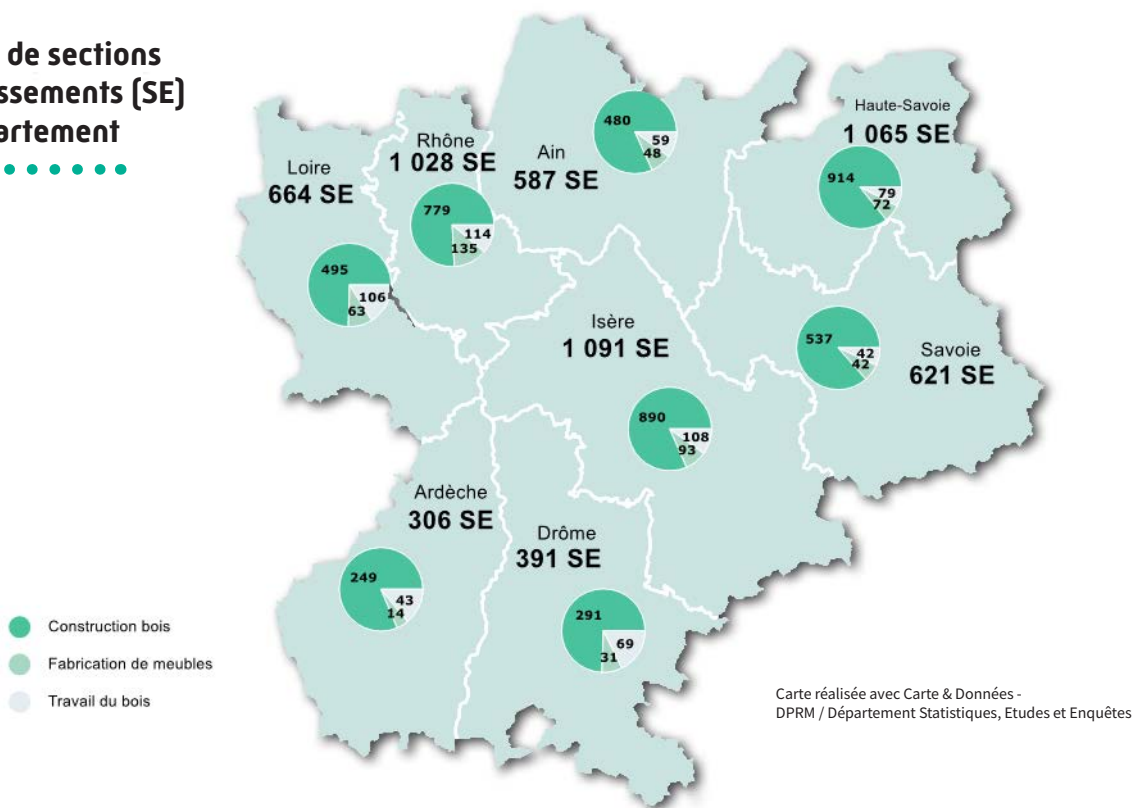 de sections
ssements (SE)
artement
Loire
664 SE
495
106
63
Rhône
1 028 SE
779
114
135
Ain
587 SE
480
59
48
Haute-Savoie
1 065 SE
914
79
72
Isère
1 091 SE
890
108
93
Savoie
621 SE
537
42
42
Ardèche
306 SE
249
43
14
Drôme
391 SE
291
69
31
Construction bois
Fabrication de meubles
Travail du bois
Carte réalisée avec Carte & Données -
DPRM / Département Statistiques, Etudes et Enquêtes